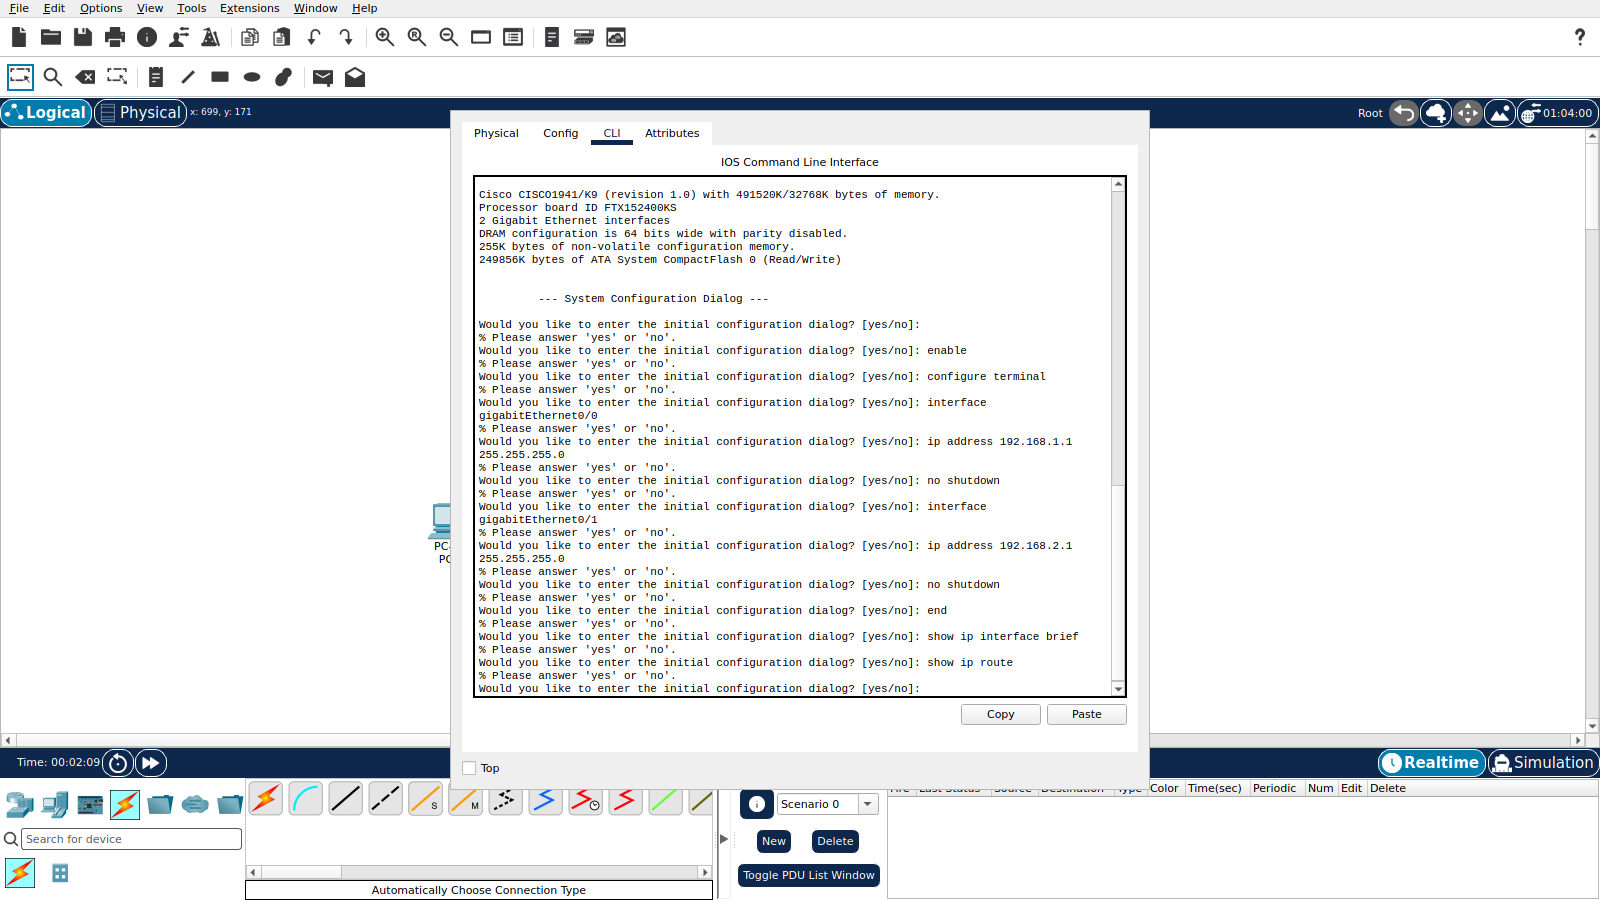 File Edit Options View Tools Extensions Window Help
Logical Physical x: 699, y: 171 Root 01:04:00
Physical Config CLI Attributes
IOS Command Line Interface
Cisco CISCO1941/K9 (revision 1.0) with 491520K/32768K bytes of memory.
Processor board ID FTX152400KS
2 Gigabit Ethernet interfaces
DRAM configuration is 64 bits wide with parity disabled.
255K bytes of non-volatile configuration memory.
249856K bytes of ATA System CompactFlash 0 (Read/Write)
--- System Configuration Dialog ---
Would you like to enter the initial configuration dialog? [yes/no]:
% Please answer 'yes' or 'no'.
Would you like to enter the initial configuration dialog? [yes/no]: enable
% Please answer 'yes' or 'no'.
Would you like to enter the initial configuration dialog? [yes/no]: configure terminal
% Please answer 'yes' or 'no'.
Would you like to enter the initial configuration dialog? [yes/no]: interface
gigabitEthernet0/0
% Please answer 'yes' or 'no'.
Would you like to enter the initial configuration dialog? [yes/no]: ip address 192.168.1.1
255.255.255.0
% Please answer 'yes' or 'no'.
Would you like to enter the initial configuration dialog? [yes/no]: no shutdown
% Please answer 'yes' or 'no'.
Would you like to enter the initial configuration dialog? [yes/no]: interface
gigabitEthernet0/1
% Please answer 'yes' or 'no'.
Would you like to enter the initial configuration dialog? [yes/no]: ip address 192.168.2.1
255.255.255.0
% Please answer 'yes' or 'no'.
Would you like to enter the initial configuration dialog? [yes/no]: no shutdown
% Please answer 'yes' or 'no'.
Would you like to enter the initial configuration dialog? [yes/no]: end
% Please answer 'yes' or 'no'.
Would you like to enter the initial configuration dialog? [yes/no]: show ip interface brief
% Please answer 'yes' or 'no'.
Would you like to enter the initial configuration dialog? [yes/no]: show ip route
% Please answer 'yes' or 'no'.
Would you like to enter the initial configuration dialog? [yes/no]:
PC-
PC
Copy Paste
Top
Time: 00:02:09 Realtime Simulation
S M
Scenario 0
Fire Last Status Source Destination Type Color Time(sec) Periodic Num Edit Delete
Search for device
New Delete
Toggle PDU List Window
Automatically Choose Connection Type